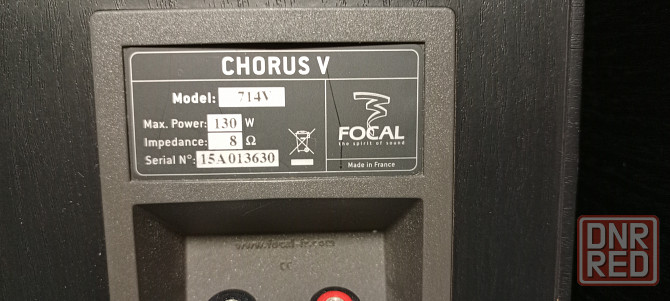 CHORUS V
Model: 714V
Max. Power: 130 W
Impedance: 8 Ω
Serial N°: 15A013630
FOCAL
the spirit of sound
Made in France
www.focal-fr.com
CE
DNR
RED